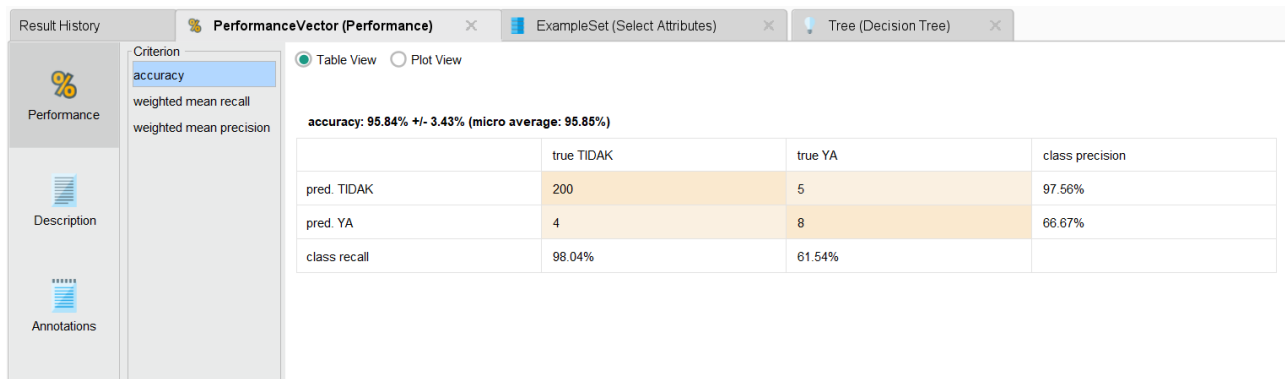 Result History
% PerformanceVector (Performance)
ExampleSet (Select Attributes)
Tree (Decision Tree)
%
Performance
Description
Annotations
Criterion
accuracy
weighted mean recall
weighted mean precision
Table View Plot View
accuracy: 95.84% +/- 3.43% (micro average: 95.85%)
true TIDAK true YA class precision
pred. TIDAK 200 5 97.56%
pred. YA 4 8 66.67%
class recall 98.04% 61.54%